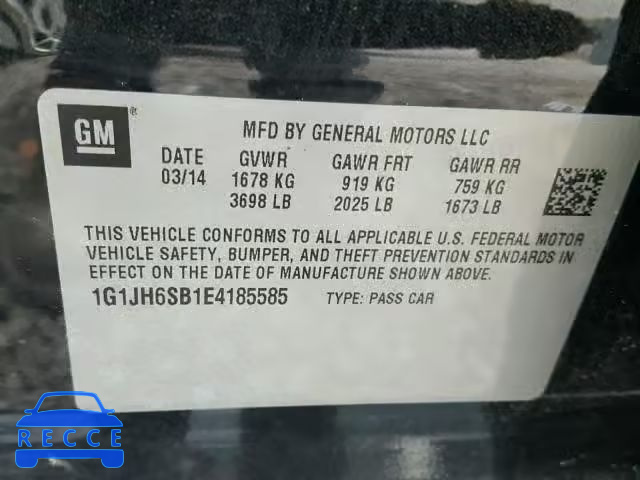 GM®
MFD BY GENERAL MOTORS LLC
DATE GVWR GAWR FRT GAWR RR
03/14 1678 KG 919 KG 759 KG
3698 LB 2025 LB 1673 LB
THIS VEHICLE CONFORMS TO ALL APPLICABLE U.S. FEDERAL MOTOR
VEHICLE SAFETY, BUMPER, AND THEFT PREVENTION STANDARDS IN
EFFECT ON THE DATE OF MANUFACTURE SHOWN ABOVE.
1G1JH6SB1E4185585 TYPE: PASS CAR
RECCE